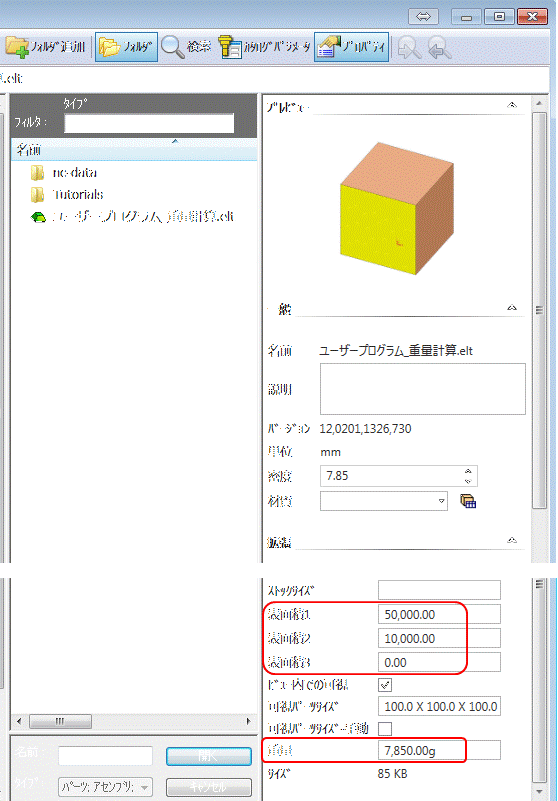 フォルダ追加 フォルダ 検索 カタログパラメタ プロパティ
.elt
タイプ
フィルタ:
名前
nc-data
Tutorials
ユーザープログラム_重量計算.elt
プレビュー
一般
名前 ユーザープログラム_重量計算.elt
説明
バージョン 12,0201,1326,730
単位 mm
密度 7.85
材質
拡張
ストックサイズ
表面積1 50,000.00
表面積2 10,000.00
表面積3 0.00
ビュー内での可視
可視パーツサイズ 100.0 X 100.0 X 100.0
可視パーツサイズ-手動
重量 7,850.00g
サイズ 85 KB
名前:
開く
タイプ:
パーツ; アセンブリ;
キャンセル